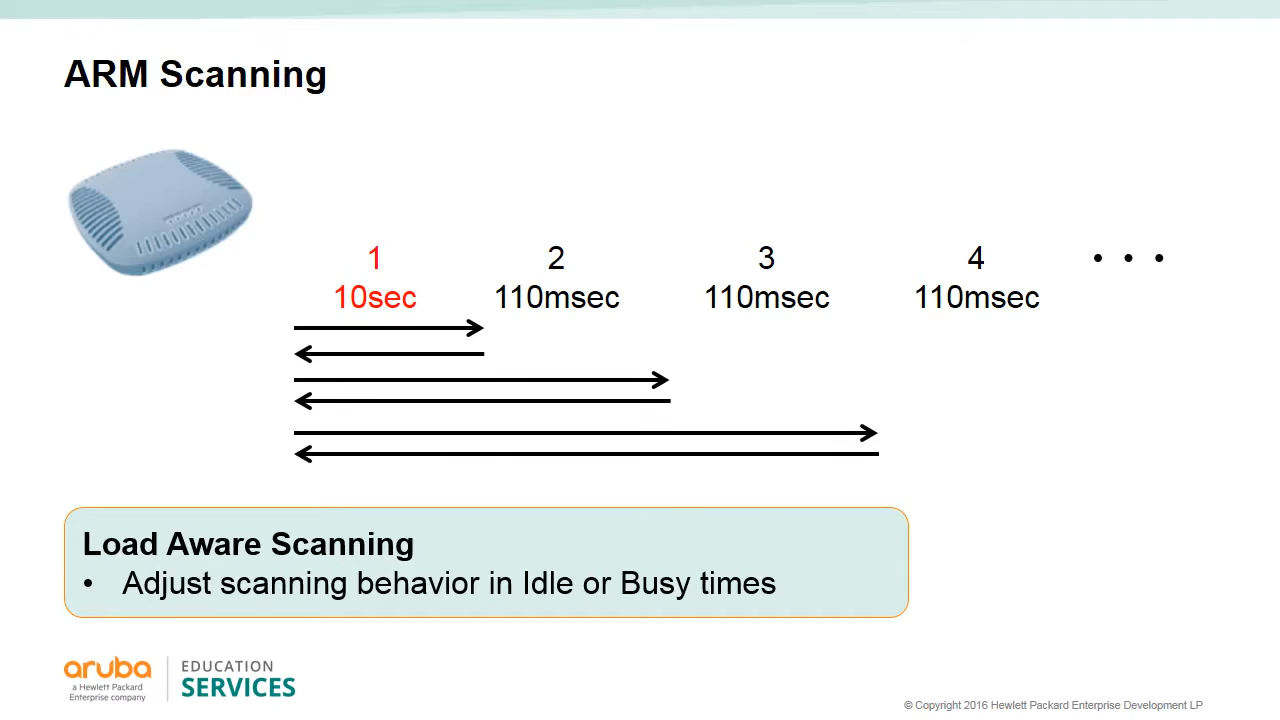 ARM Scanning
1 2 3 4 • • •
10sec 110msec 110msec 110msec
Load Aware Scanning
• Adjust scanning behavior in Idle or Busy times
aruba
a Hewlett Packard
Enterprise company
EDUCATION
SERVICES
© Copyright 2016 Hewlett Packard Enterprise Development LP